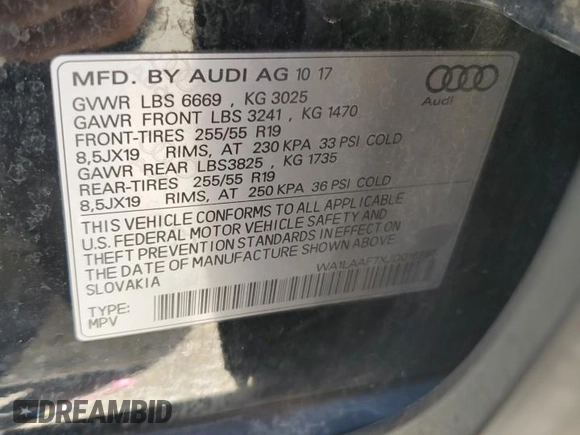 MFD. BY AUDI AG 10 17
Audi
GVWR LBS 6669 , KG 3025
GAWR FRONT LBS 3241 , KG 1470
FRONT-TIRES 255/55 R19
8,5JX19 RIMS, AT 230 KPA 33 PSI COLD
GAWR REAR LBS3825 , KG 1735
REAR-TIRES 255/55 R19
8,5JX19 RIMS, AT 250 KPA 36 PSI COLD
THIS VEHICLE CONFORMS TO ALL APPLICABLE
U.S. FEDERAL MOTOR VEHICLE SAFETY AND
THEFT PREVENTION STANDARDS IN EFFECT ON
THE DATE OF MANUFACTURE SHOWN ABOVE.
SLOVAKIA
TYPE:
MPV
DREAMBID